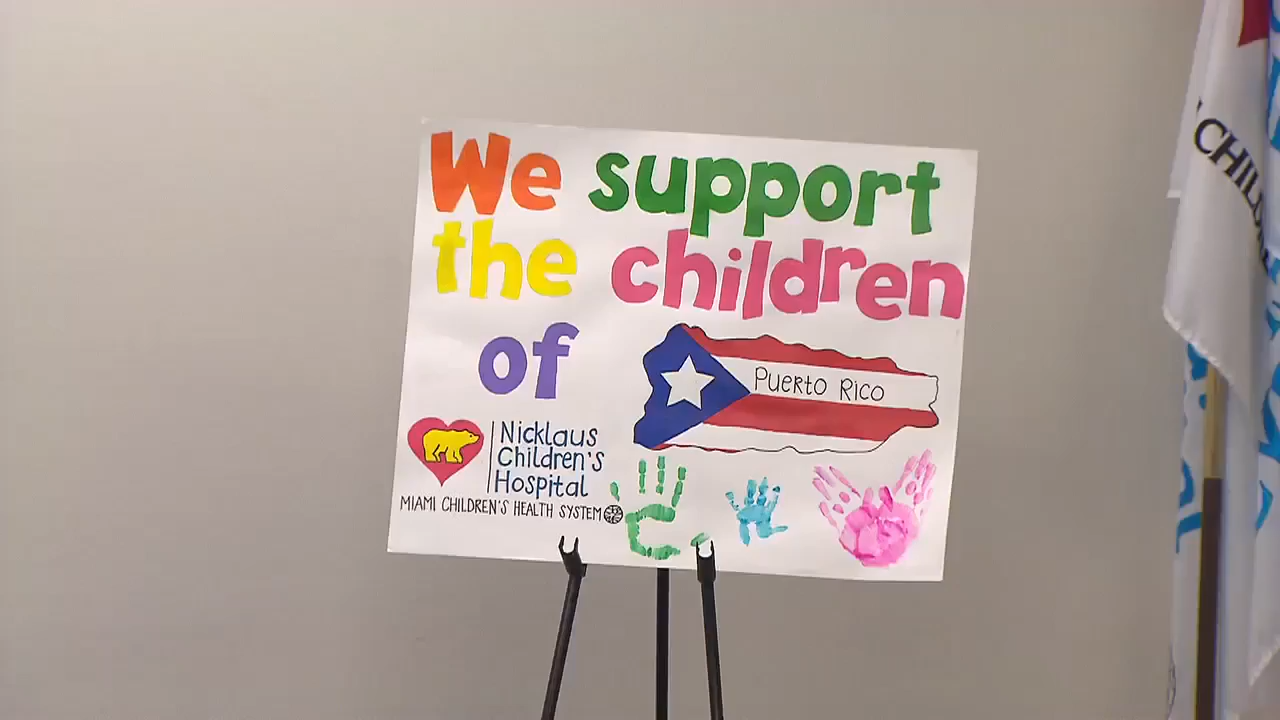 We support
the children
of
Puerto Rico
Nicklaus
Children's
Hospital
MIAMI CHILDREN'S HEALTH SYSTEM